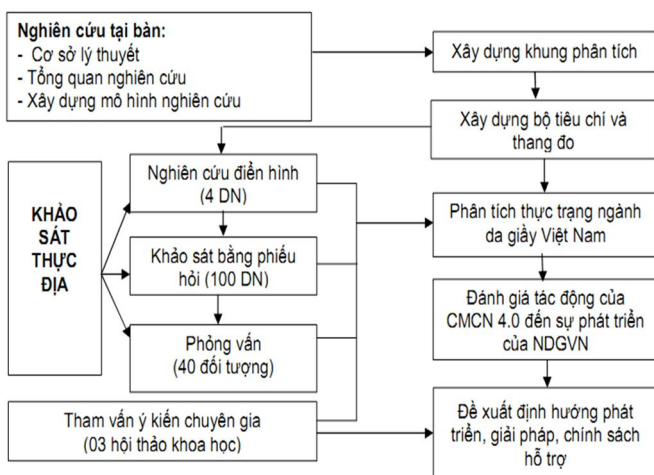 Nghiên cứu tại bàn:
- Cơ sở lý thuyết
- Tổng quan nghiên cứu
- Xây dựng mô hình nghiên cứu
Xây dựng khung phân tích
Xây dựng bộ tiêu chí và
thang đo
KHẢO
SÁT
THỰC
ĐỊA
Nghiên cứu điển hình
(4 DN)
Khảo sát bằng phiếu
hỏi (100 DN)
Phỏng vấn
(40 đối tượng)
Tham vấn ý kiến chuyên gia
(03 hội thảo khoa học)
Phân tích thực trạng ngành
da giầy Việt Nam
Đánh giá tác động của
CMCN 4.0 đến sự phát triển
của NDGVN
Đề xuất định hướng phát
triển, giải pháp, chính sách
hỗ trợ